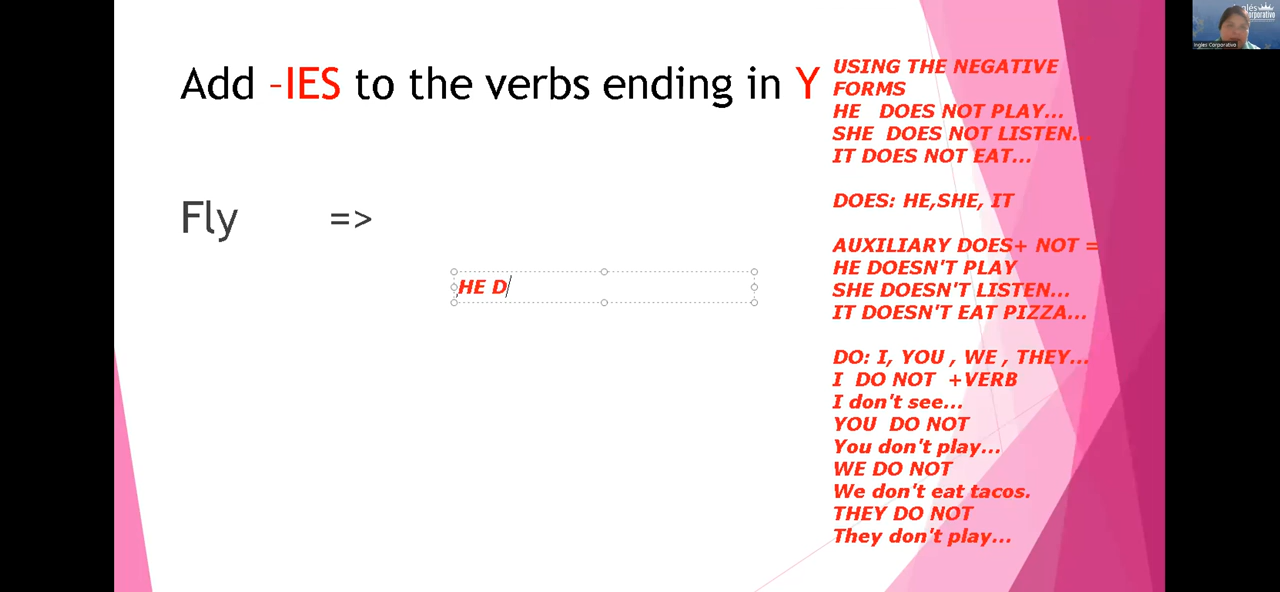 Add –IES to the verbs ending in Y
Fly =>
HE D
USING THE NEGATIVE
FORMS
HE DOES NOT PLAY...
SHE DOES NOT LISTEN...
IT DOES NOT EAT...
DOES: HE,SHE, IT
AUXILIARY DOES+ NOT =
HE DOESN'T PLAY
SHE DOESN'T LISTEN...
IT DOESN'T EAT PIZZA...
DO: I, YOU , WE , THEY...
I DO NOT +VERB
I don't see...
YOU DO NOT
You don't play...
WE DO NOT
We don't eat tacos.
THEY DO NOT
They don't play...
Ingles Corporativo